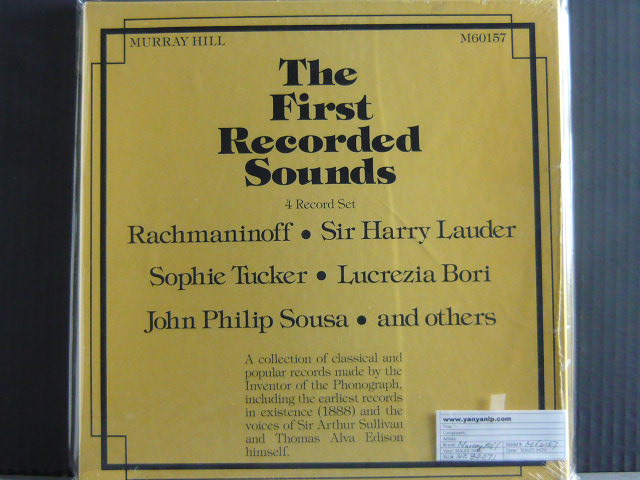 MURRAY HILL M60157
The
First
Recorded
Sounds
4 Record Set
Rachmaninoff • Sir Harry Lauder
Sophie Tucker • Lucrezia Bori
John Philip Sousa • and others
A collection of classical and
popular records made by the
Inventor of the Phonograph,
including the earliest records
in existence (1888) and the
voices of Sir Arthur Sullivan
and Thomas Alva Edison
himself.
www.yanyanlp.com
Murray Hill